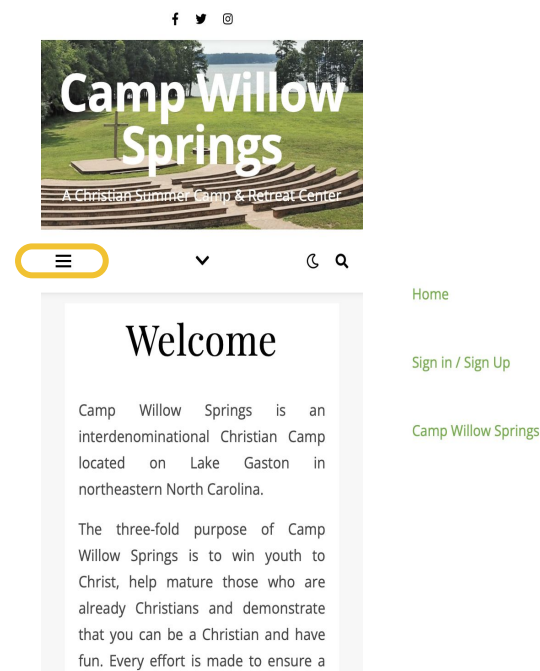 Camp Willow
Springs
A Christian Summer Camp & Retreat Center
Home
Welcome
Sign in / Sign Up
Camp Willow Springs is an
interdenominational Christian Camp
located on Lake Gaston in
northeastern North Carolina.
Camp Willow Springs
The three-fold purpose of Camp
Willow Springs is to win youth to
Christ, help mature those who are
already Christians and demonstrate
that you can be a Christian and have
fun. Every effort is made to ensure a